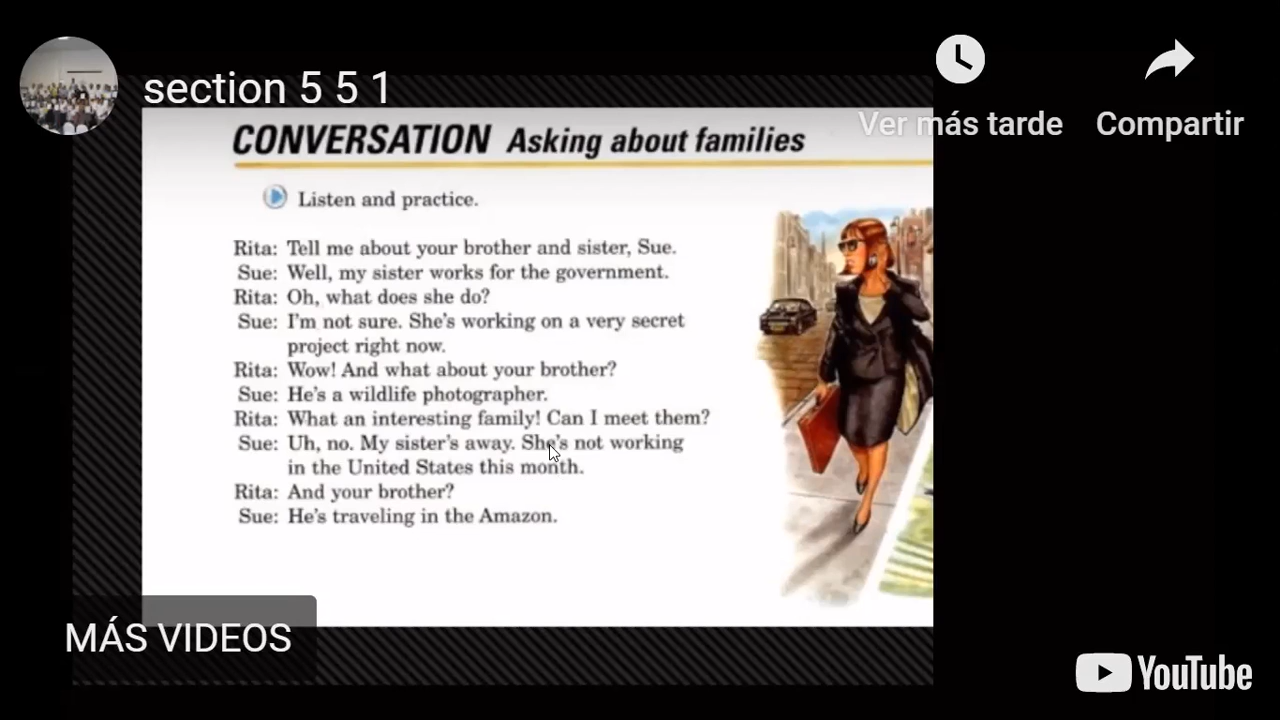 section 5 5 1
Ver más tarde
Compartir
CONVERSATION Asking about families
Listen and practice.
Rita: Tell me about your brother and sister, Sue.
Sue: Well, my sister works for the government.
Rita: Oh, what does she do?
Sue: I'm not sure. She's working on a very secret
project right now.
Rita: Wow! And what about your brother?
Sue: He's a wildlife photographer.
Rita: What an interesting family! Can I meet them?
Sue: Uh, no. My sister's away. She's not working
in the United States this month.
Rita: And your brother?
Sue: He's traveling in the Amazon.
MÁS VIDEOS
YouTube